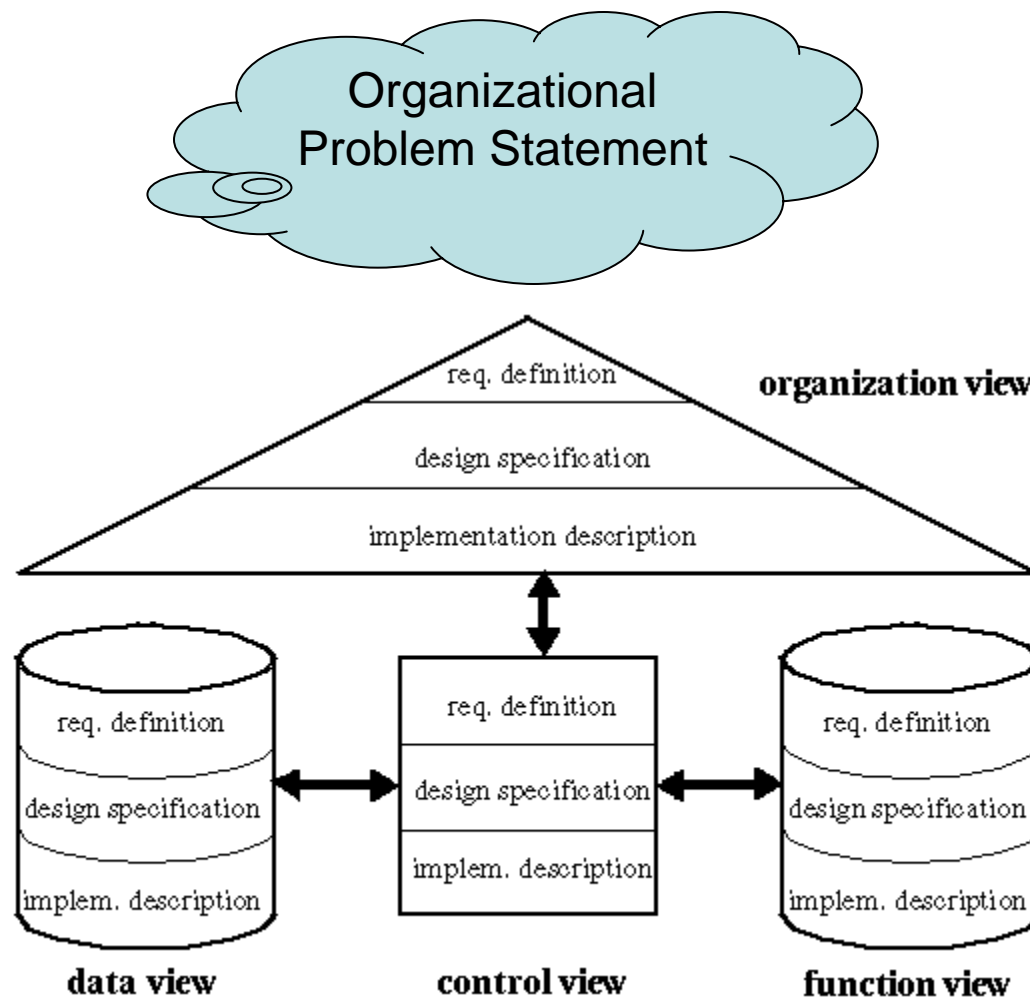 Organizational
Problem Statement
req. definition
organization view
design specification
implementation description
req. definition
design specification
implem. description
data view
req. definition
design specification
implem. description
control view
req. definition
design specification
implem. description
function view